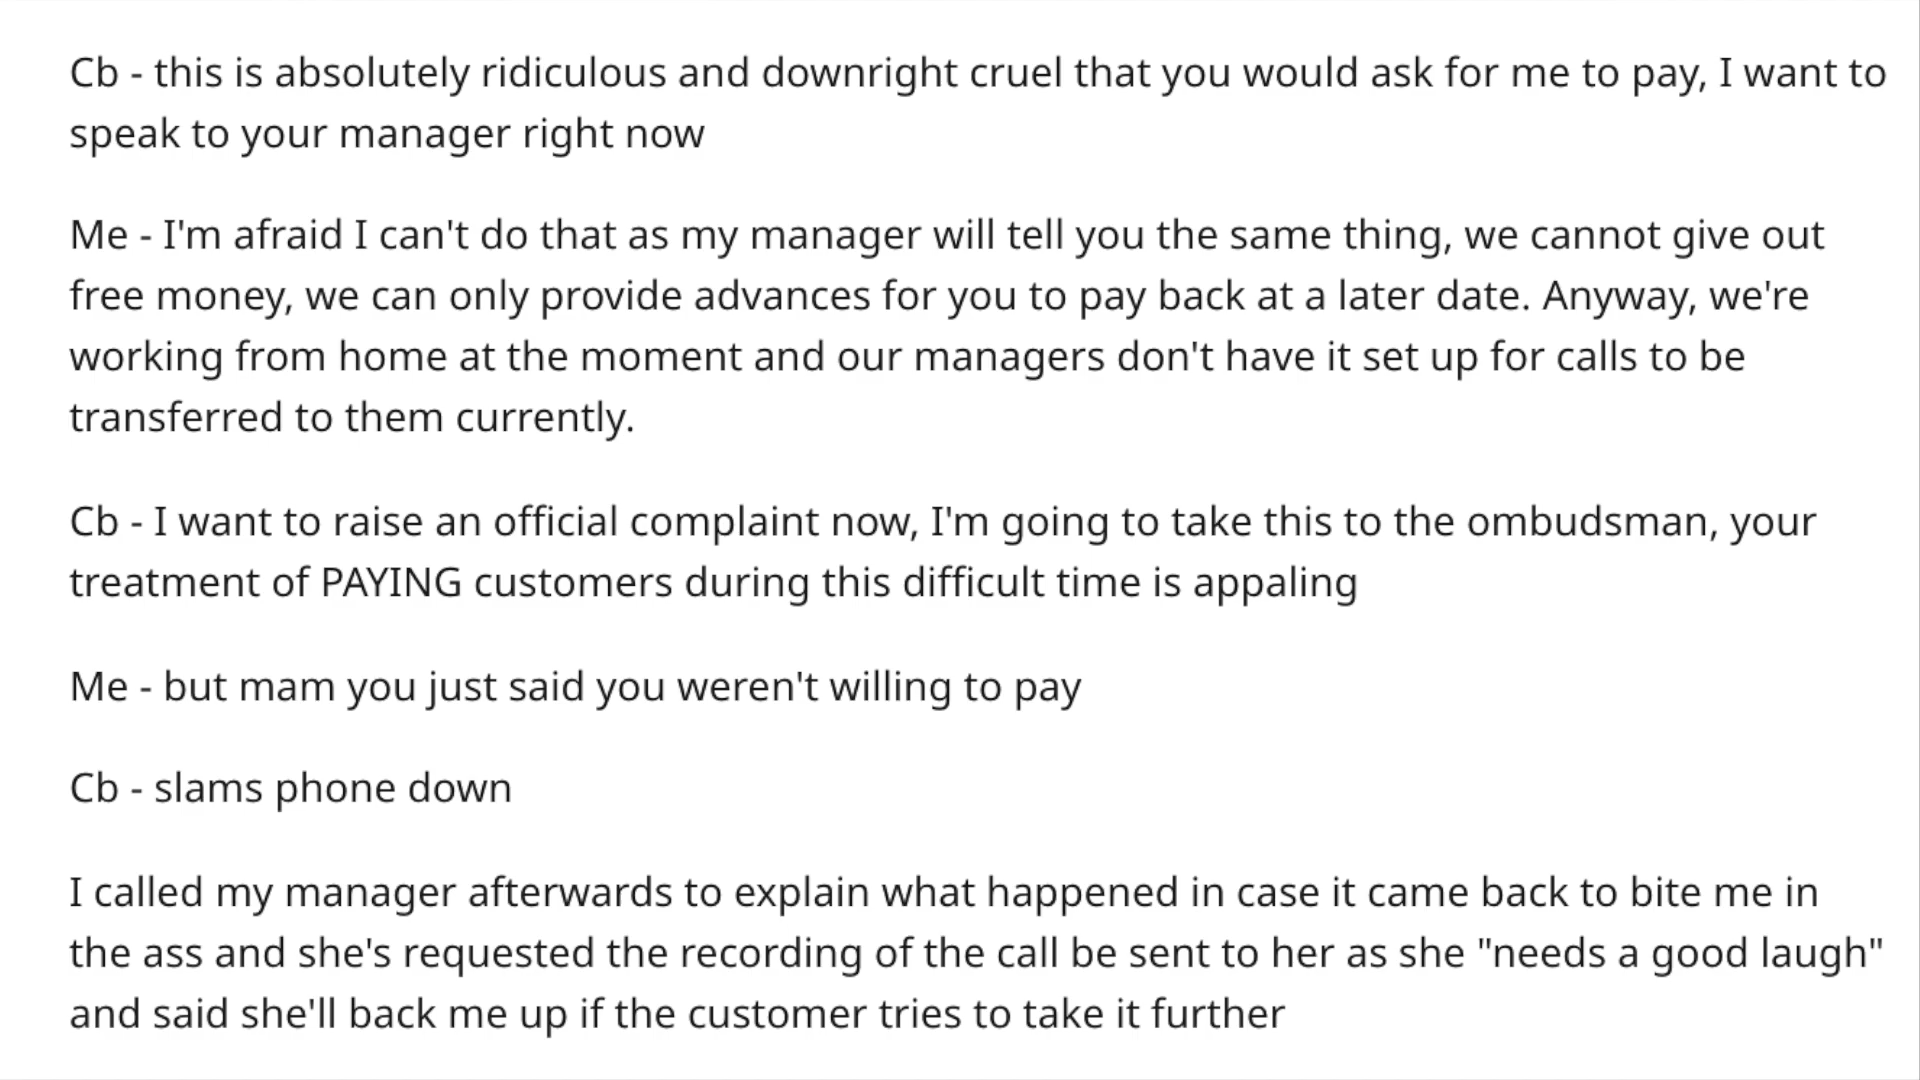 Cb - this is absolutely ridiculous and downright cruel that you would ask for me to pay, I want to
speak to your manager right now
Me - I'm afraid I can't do that as my manager will tell you the same thing, we cannot give out
free money, we can only provide advances for you to pay back at a later date. Anyway, we're
working from home at the moment and our managers don't have it set up for calls to be
transferred to them currently.
Cb - I want to raise an official complaint now, I'm going to take this to the ombudsman, your
treatment of PAYING customers during this difficult time is appaling
Me - but mam you just said you weren't willing to pay
Cb - slams phone down
I called my manager afterwards to explain what happened in case it came back to bite me in
the ass and she's requested the recording of the call be sent to her as she "needs a good laugh"
and said she'll back me up if the customer tries to take it further